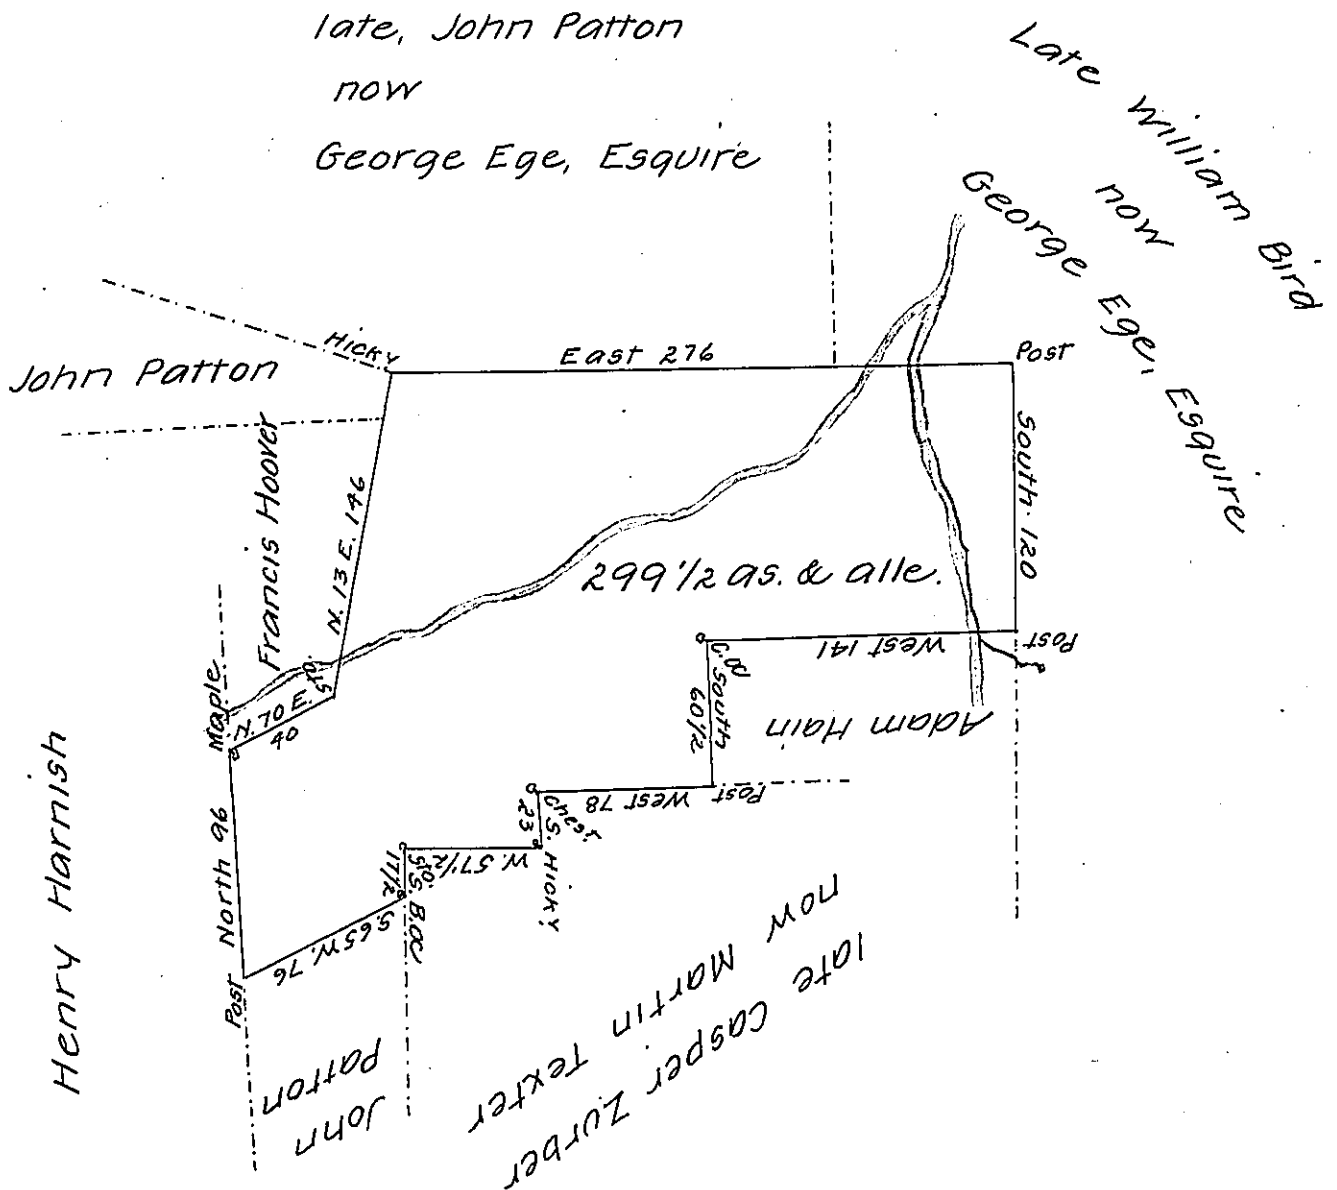 late, John Patton
now
George Ege, Esquire
Late William Bird
now
George Ege, Esquire
Hicky
East 276
Post
John Patton
Francis Hoover
N. 13 E. 146
South 120
299 1/2 as. & alle.
Maple
N. 70 E.
40
Sto.
West 141
Post
South
60 1/2
Adam Hain
Henry Harnish
North 96
West 78
Post
Chest.
S.
23
Hicky
W. 57 1/2
Sto.
S.
17 1/2
B.O.
S. 65 W. 76
Post
John
Patton
late Casper Zurber
now Martin Texter